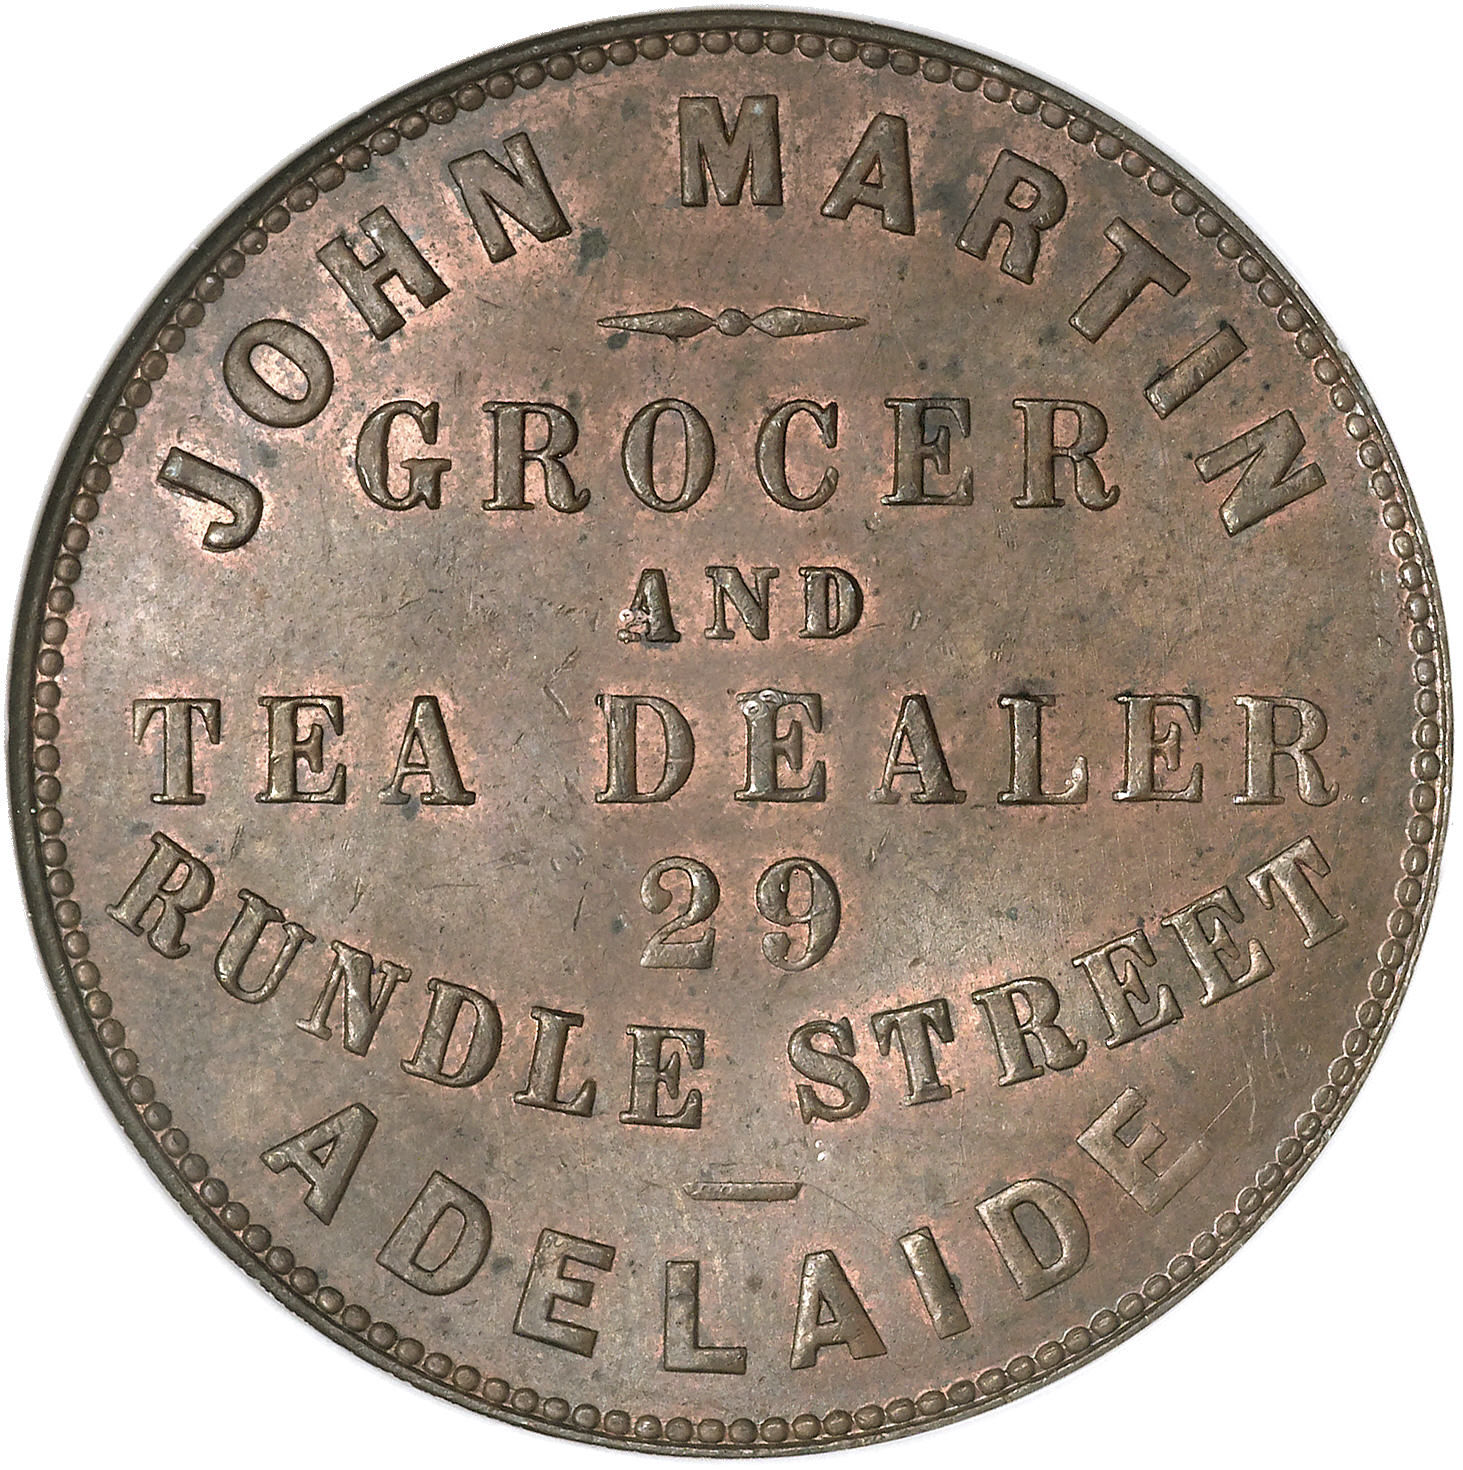 JOHN MARTIN
GROCER
AND
TEA DEALER
29
RUNDLE STREET
ADELAIDE